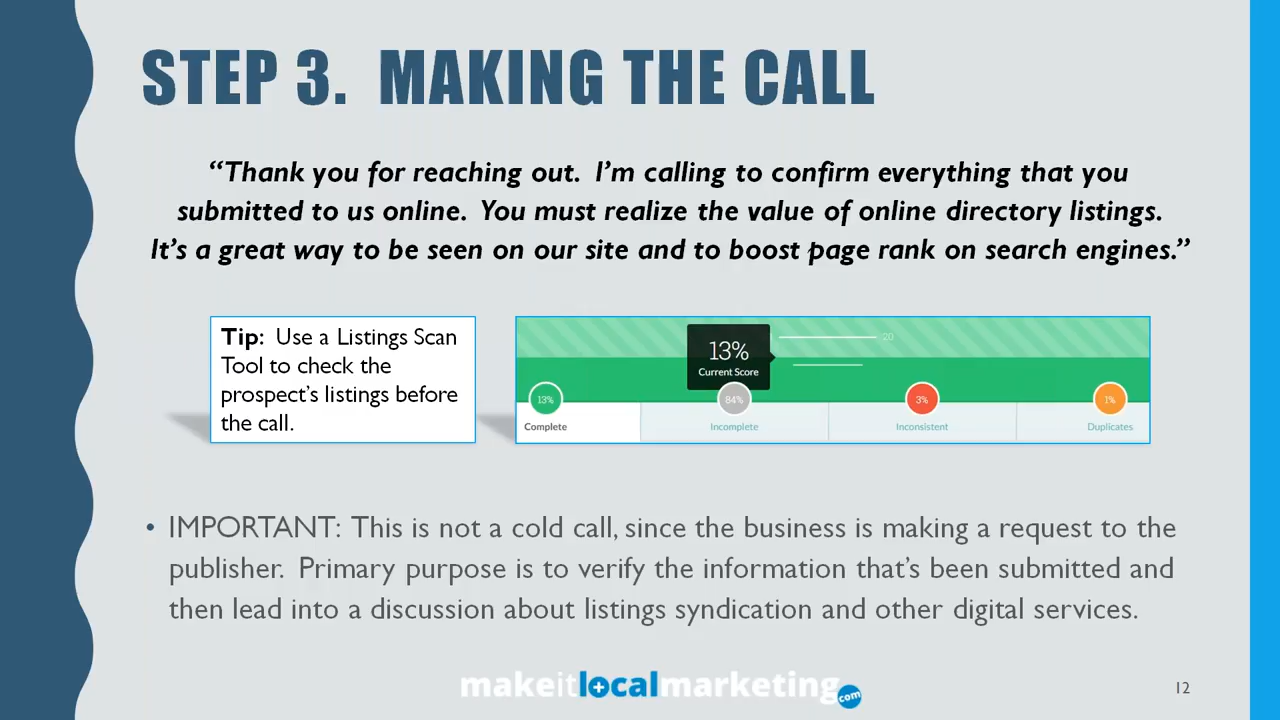 STEP 3. MAKING THE CALL
“Thank you for reaching out. I’m calling to confirm everything that you
submitted to us online. You must realize the value of online directory listings.
It’s a great way to be seen on our site and to boost page rank on search engines.”
Tip: Use a Listings Scan
Tool to check the
prospect’s listings before
the call.
20
13%
Current Score
13%
84%
3%
1%
Complete
Incomplete
Inconsistent
Duplicates
• IMPORTANT: This is not a cold call, since the business is making a request to the
publisher. Primary purpose is to verify the information that’s been submitted and
then lead into a discussion about listings syndication and other digital services.
makeitlocalmarketing.com
12